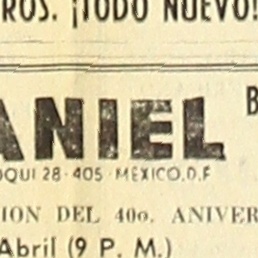 ROS. ¡TODO NUEVO!
B
ANIEL
OQUI 28-405-MEXICO,D.F
ION DEL 40o. ANIVER
Abril (9 P. M.)